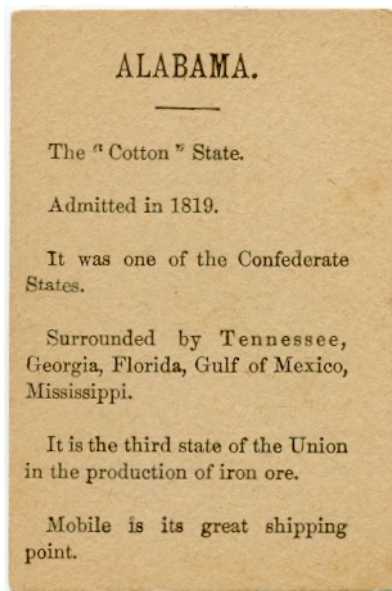 ALABAMA.
The "Cotton" State.
Admitted in 1819.
It was one of the Confederate
States.
Surrounded by Tennessee,
Georgia, Florida, Gulf of Mexico,
Mississippi.
It is the third state of the Union
in the production of iron ore.
Mobile is its great shipping
point.